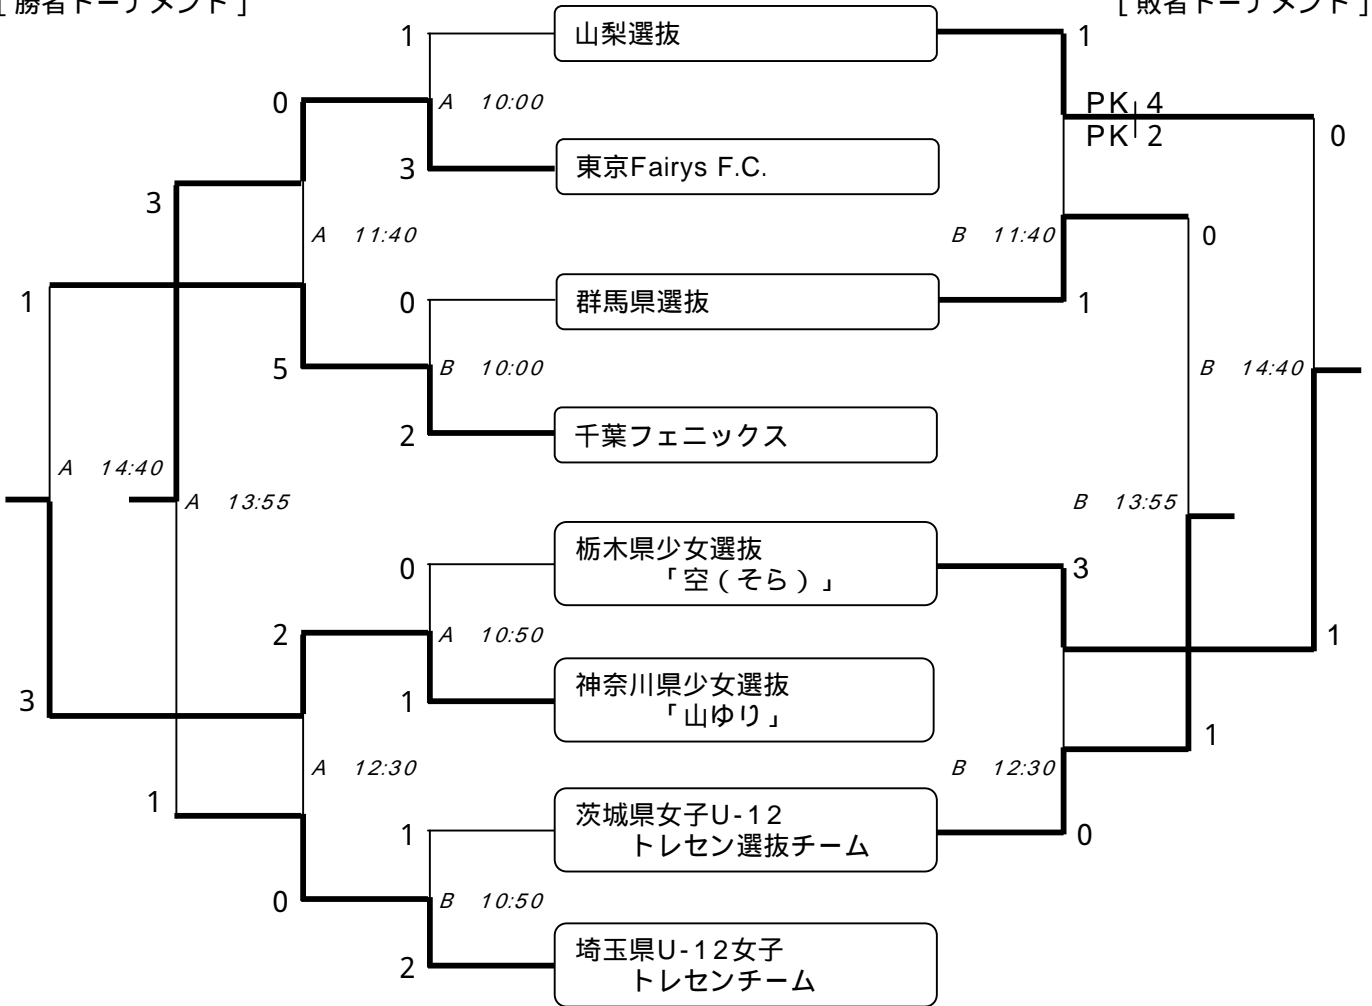 [ 勝者トーナメント ]
[ 敗者トーナメント ]
1
山梨選抜
1
0
A 10:00
PK 4
PK 2
0
3
東京Fairys F.C.
3
A 11:40
B 11:40
0
1
0
群馬県選抜
1
5
B 10:00
B 14:40
2
千葉フェニックス
A 14:40
A 13:55
B 13:55
0
栃木県少女選抜
「空(そら)」
3
2
A 10:50
1
3
1
神奈川県少女選抜
「山ゆり」
1
A 12:30
B 12:30
1
1
茨城県女子U-12
トレセン選抜チーム
0
0
B 10:50
2
埼玉県U-12女子
トレセンチーム